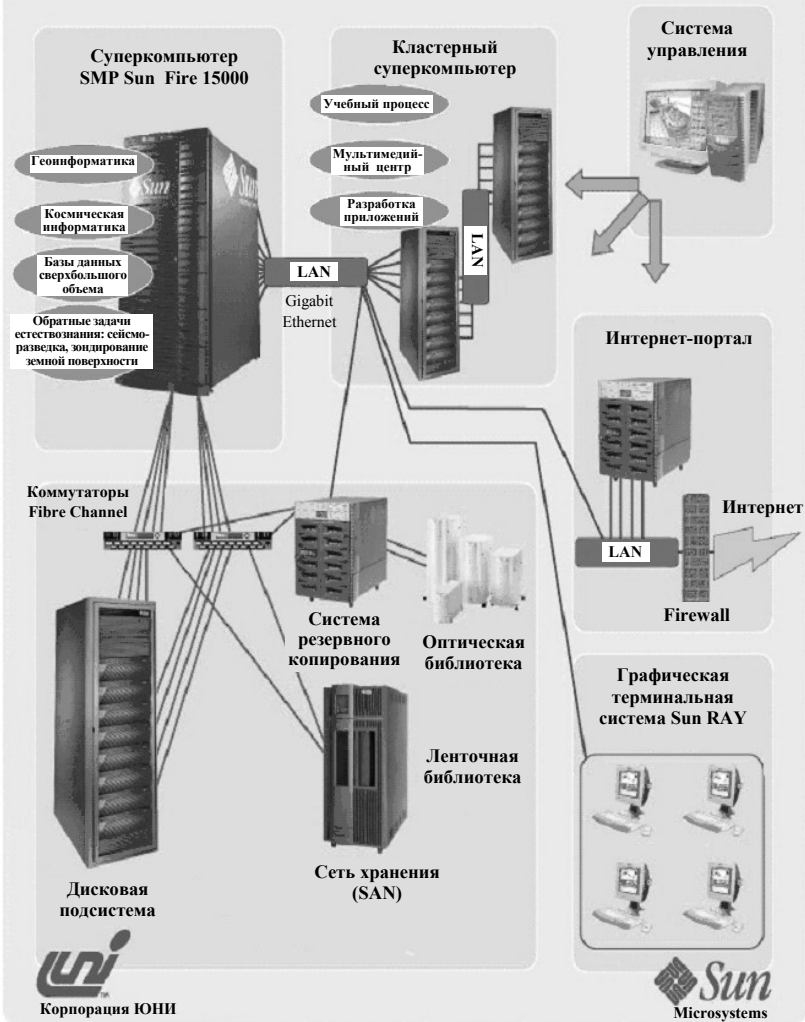 Суперкомпьютер
SMP Sun Fire 15000
Геоинформатика
Космическая
информатика
Базы данных
сверхбольшого
объема
Обратные задачи
естествознания: сейсмо-
разведка, зондирование
земной поверхности
Sun
Sun
LAN
Gigabit
Ethernet
Кластерный
суперкомпьютер
Учебный процесс
Мультимедий-
ный центр
Разработка
приложений
LAN
Система
управления
Интернет-портал
LAN
Интернет
Firewall
Коммутаторы
Fibre Channel
Система
резервного
копирования
Оптическая
библиотека
Ленточная
библиотека
Дисковая
подсистема
Сеть хранения
(SAN)
Графическая
терминальная
система Sun RAY
uni
Корпорация ЮНИ
Sun
Microsystems